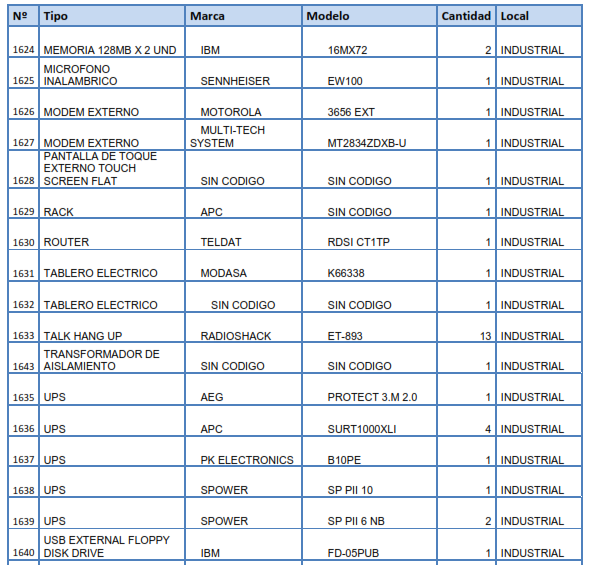 Nº Tipo Marca Modelo Cantidad Local
1624 MEMORIA 128MB X 2 UND IBM 16MX72 2 INDUSTRIAL
MICROFONO
1625 INALAMBRICO SENNHEISER EW100 1 INDUSTRIAL
1626 MODEM EXTERNO MOTOROLA 3656 EXT 1 INDUSTRIAL
MULTI-TECH
1627 MODEM EXTERNO SYSTEM MT2834ZDXB-U 1 INDUSTRIAL
PANTALLA DE TOQUE
EXTERNO TOUCH
1628 SCREEN FLAT SIN CODIGO SIN CODIGO 1 INDUSTRIAL
1629 RACK APC SIN CODIGO 1 INDUSTRIAL
1630 ROUTER TELDAT RDSI CT1TP 1 INDUSTRIAL
1631 TABLERO ELECTRICO MODASA K66338 1 INDUSTRIAL
1632 TABLERO ELECTRICO SIN CODIGO SIN CODIGO 1 INDUSTRIAL
1633 TALK HANG UP RADIOSHACK ET-893 13 INDUSTRIAL
TRANSFORMADOR DE
1643 AISLAMIENTO SIN CODIGO SIN CODIGO 1 INDUSTRIAL
1635 UPS AEG PROTECT 3.M 2.0 1 INDUSTRIAL
1636 UPS APC SURT1000XLI 4 INDUSTRIAL
1637 UPS PK ELECTRONICS B10PE 1 INDUSTRIAL
1638 UPS SPOWER SP PII 10 1 INDUSTRIAL
1639 UPS SPOWER SP PII 6 NB 2 INDUSTRIAL
USB EXTERNAL FLOPPY
1640 DISK DRIVE IBM FD-05PUB 1 INDUSTRIAL